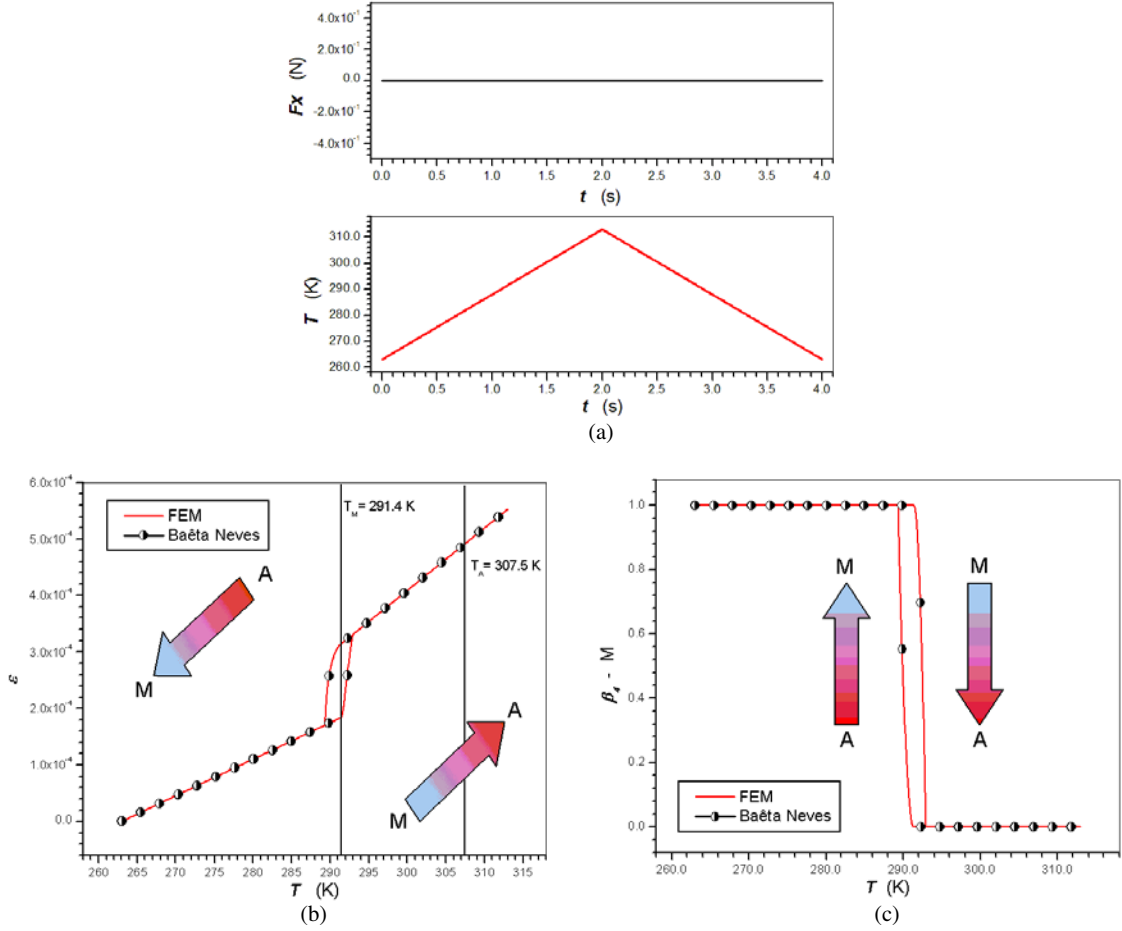 4.0x10⁻¹
2.0x10⁻¹
0.0
-2.0x10⁻¹
-4.0x10⁻¹
Fx (N)
0.0 0.5 1.0 1.5 2.0 2.5 3.0 3.5 4.0
t (s)
310.0
300.0
290.0
280.0
270.0
260.0
T (K)
0.0 0.5 1.0 1.5 2.0 2.5 3.0 3.5 4.0
t (s)
(a)
6.0x10⁻⁴
5.0x10⁻⁴
4.0x10⁻⁴
3.0x10⁻⁴
2.0x10⁻⁴
1.0x10⁻⁴
0.0
ε
FEM
Baêta Neves
T_M = 291.4 K
T_A = 307.5 K
A
M
A
M
260 265 270 275 280 285 290 295 300 305 310 315
T (K)
(b)
1.0
0.8
0.6
0.4
0.2
0.0
β₄ - M
M
A
M
A
FEM
Baêta Neves
260.0 270.0 280.0 290.0 300.0 310.0
T (K)
(c)